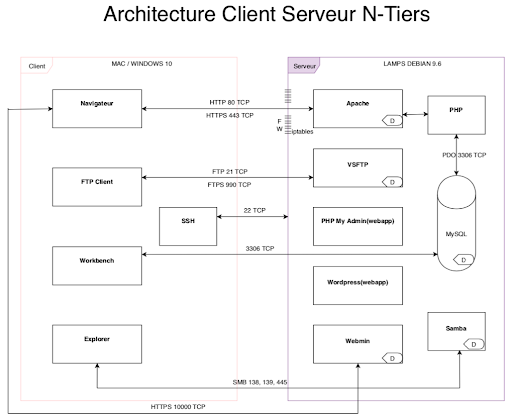 Architecture Client Serveur N-Tiers
Client
MAC / WINDOWS 10
Serveur
LAMPS DEBIAN 9.6
Navigateur
HTTP 80 TCP
HTTPS 443 TCP
Apache
D
PHP
F
W
iptables
PDO 3306 TCP
FTP Client
FTP 21 TCP
FTPS 990 TCP
VSFTP
D
SSH
22 TCP
PHP My Admin(webapp)
MySQL
D
Workbench
3306 TCP
Wordpress(webapp)
Explorer
Webmin
D
Samba
D
SMB 138, 139, 445
HTTPS 10000 TCP